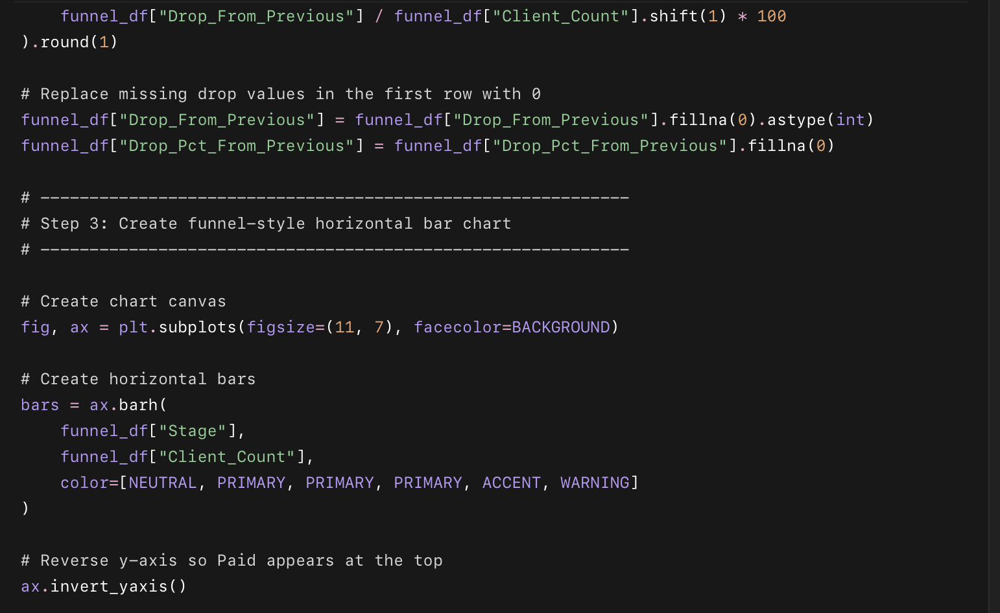 funnel_df["Drop_From_Previous"] / funnel_df["Client_Count"].shift(1) * 100
).round(1)

# Replace missing drop values in the first row with 0
funnel_df["Drop_From_Previous"] = funnel_df["Drop_From_Previous"].fillna(0).astype(int)
funnel_df["Drop_Pct_From_Previous"] = funnel_df["Drop_Pct_From_Previous"].fillna(0)

# ------------------------------------------------------------
# Step 3: Create funnel-style horizontal bar chart
# ------------------------------------------------------------

# Create chart canvas
fig, ax = plt.subplots(figsize=(11, 7), facecolor=BACKGROUND)

# Create horizontal bars
bars = ax.barh(
    funnel_df["Stage"],
    funnel_df["Client_Count"],
    color=[NEUTRAL, PRIMARY, PRIMARY, PRIMARY, ACCENT, WARNING]
)

# Reverse y-axis so Paid appears at the top
ax.invert_yaxis()